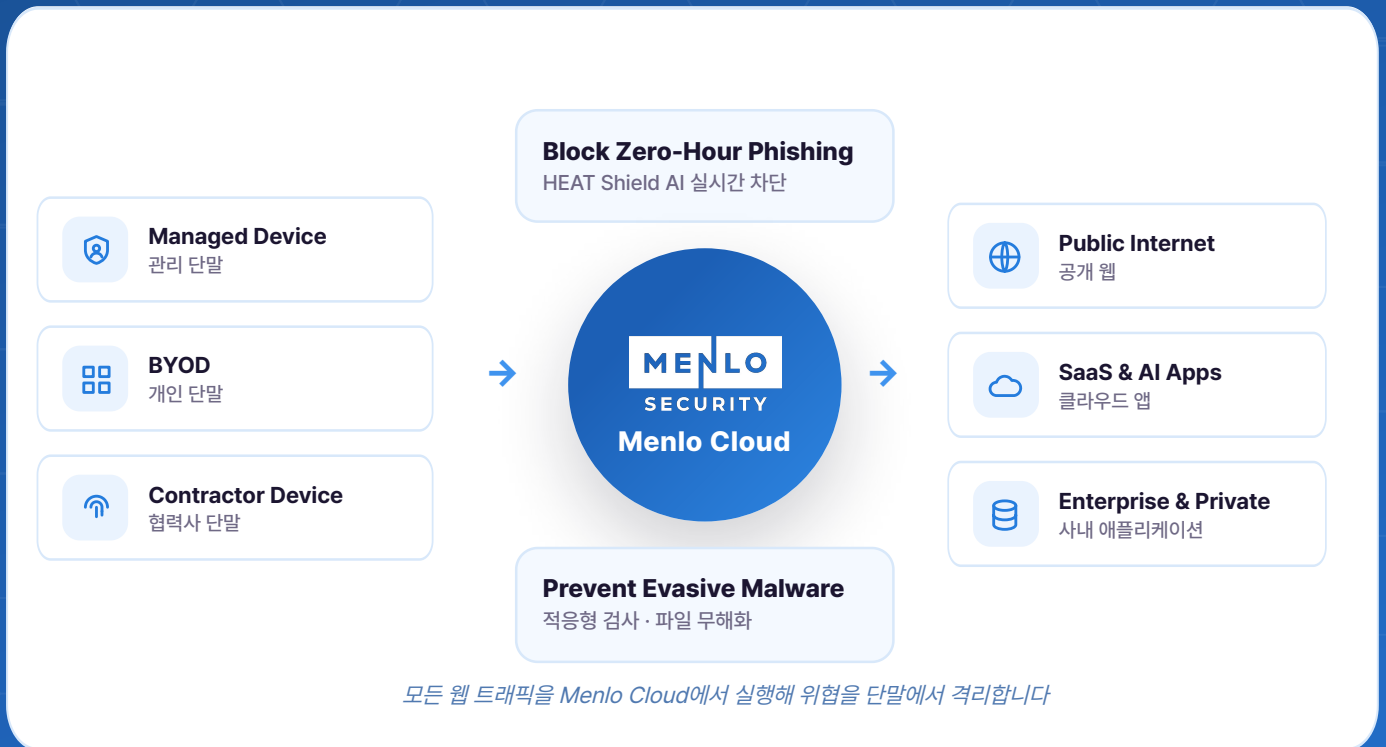 Block Zero-Hour Phishing
HEAT Shield AI 실시간 차단
Managed Device
관리 단말
BYOD
개인 단말
Contractor Device
협력사 단말
MENLO
SECURITY
Menlo Cloud
Public Internet
공개 웹
SaaS & AI Apps
클라우드 앱
Enterprise & Private
사내 애플리케이션
Prevent Evasive Malware
적응형 검사 · 파일 무해화
모든 웹 트래픽을 Menlo Cloud에서 실행해 위협을 단말에서 격리합니다